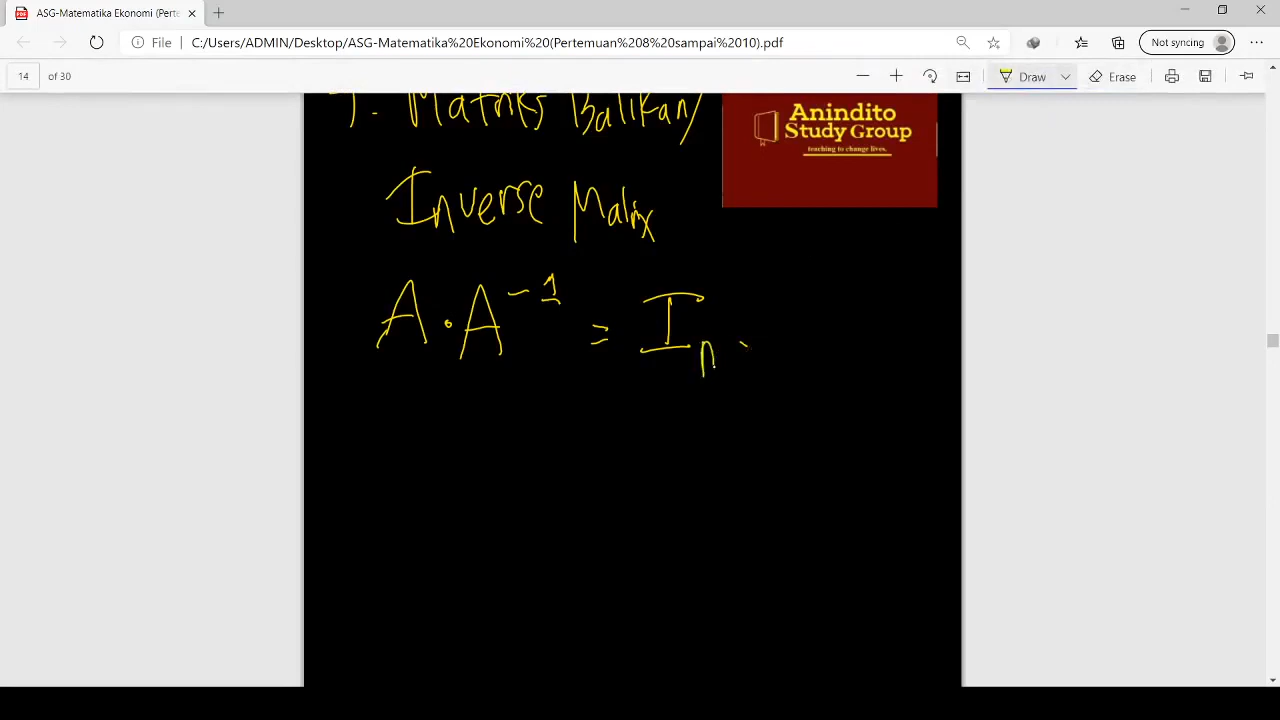 ASG-Matematika Ekonomi (Perte
File
C:/Users/ADMIN/Desktop/ASG-Matematika%20Ekonomi%20(Pertemuan%208%20sampai%2010).pdf
Not syncing
14 of 30
Draw
Erase
Matriks Balikan/
Anindito
Study Group
teaching to change lives.
Inverse Matrix
A · A⁻¹ = Iₙ